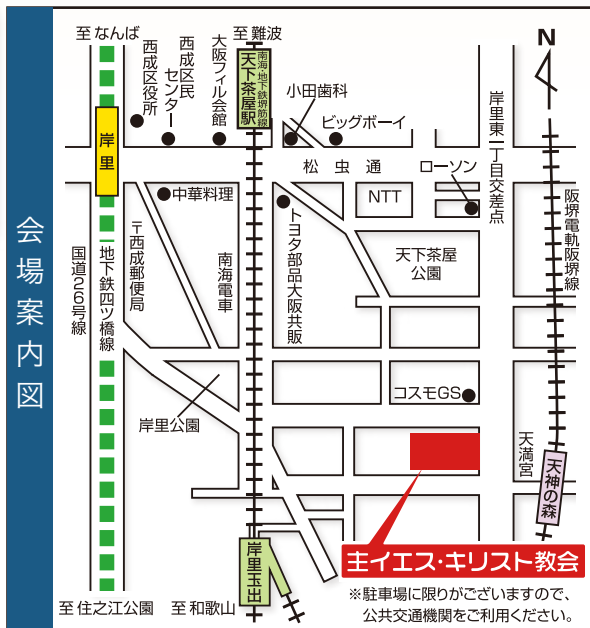 会場案内図
至なんば
至難波
N
西成区役所
西成区民
センター
大阪フィル会館
南海・地下鉄堺筋線
天下茶屋駅
小田歯科
ビッグボーイ
岸里東一丁目交差点
岸里
松虫通
ローソン
中華料理
NTT
阪堺電軌阪堺線
〒西成郵便局
南海電車
トヨタ部品大阪共販
天下茶屋
公園
国道26号線
地下鉄四ツ橋線
岸里公園
コスモGS
天満宮
天神の森
岸里玉出
主イエス・キリスト教会
至住之江公園
至和歌山
※駐車場に限りがございますので、
公共交通機関をご利用ください。